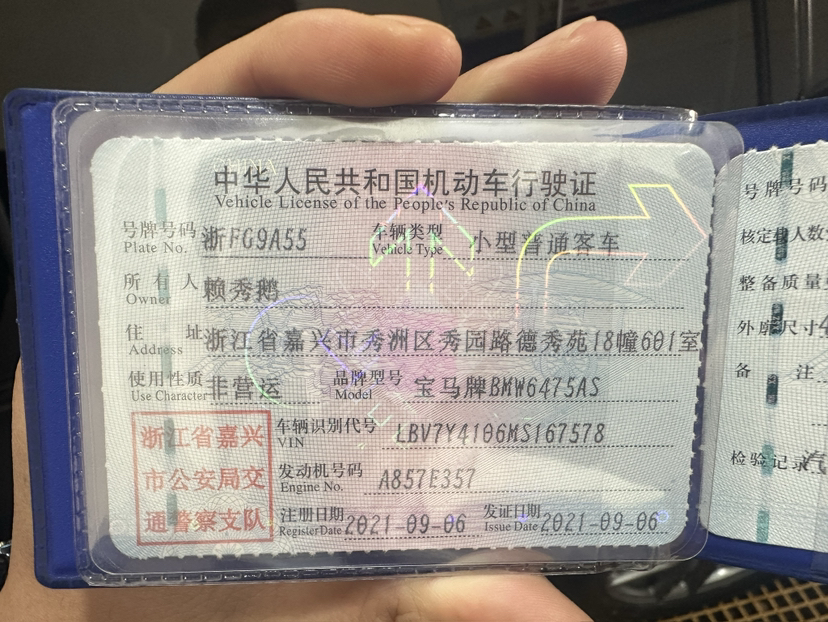 中华人民共和国机动车行驶证
Vehicle License of the People's Republic of China
号牌号码 浙FG9A55 车辆类型 小型普通客车
Plate No. Vehicle Type
所有人 赖秀鹅
Owner
住址 浙江省嘉兴市秀洲区秀园路德秀苑18幢601室
Address
使用性质 非营运 品牌型号 宝马牌BMW6475AS
Use Character Model
浙江省嘉兴
市公安局交
通警察支队
车辆识别代号 LBV7Y4106MS167578
VIN
发动机号码 A857E357
Engine No.
注册日期 2021-09-06 发证日期 2021-09-06
Register Date Issue Date
号牌号码
核定载人数
整备质量
外廓尺寸
备注
检验记录